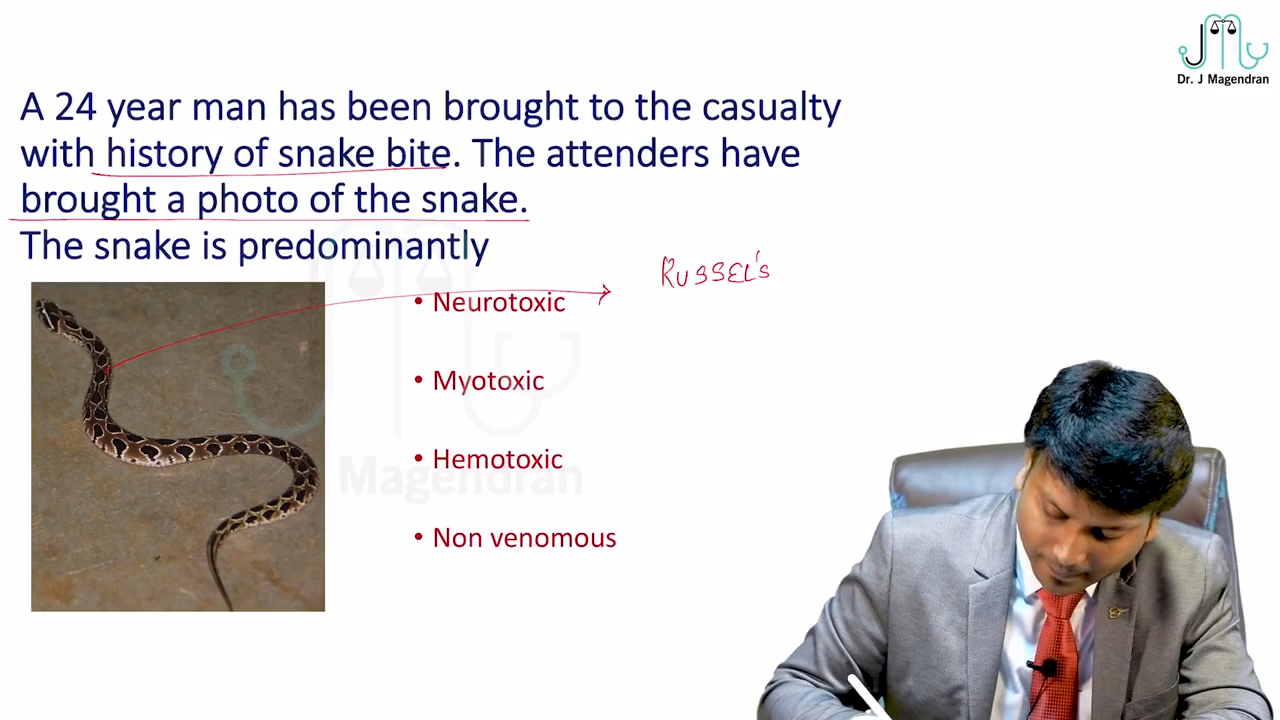 Dr. J Magendran
A 24 year man has been brought to the casualty
with history of snake bite. The attenders have
brought a photo of the snake.
The snake is predominantly
RUSSEL'S
• Neurotoxic
• Myotoxic
• Hemotoxic
Magendran
• Non venomous